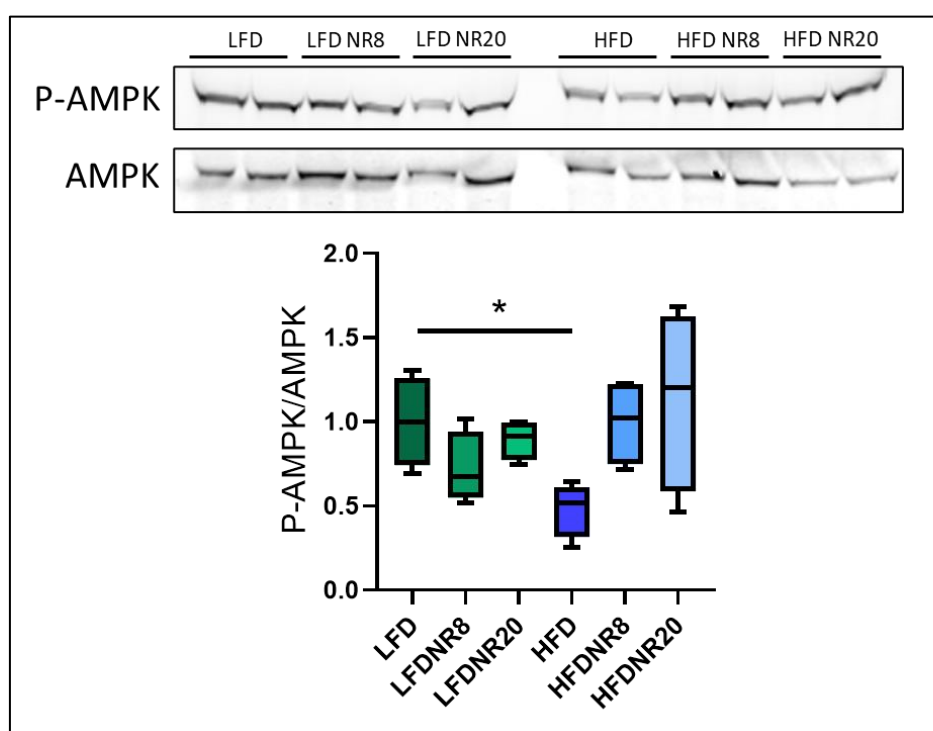 LFD LFD NR8 LFD NR20 HFD HFD NR8 HFD NR20
P-AMPK
AMPK
P-AMPK/AMPK
2.0
1.5
1.0
0.5
0.0
*
LFD
LFDNR8
LFDNR20
HFD
HFDNR8
HFDNR20